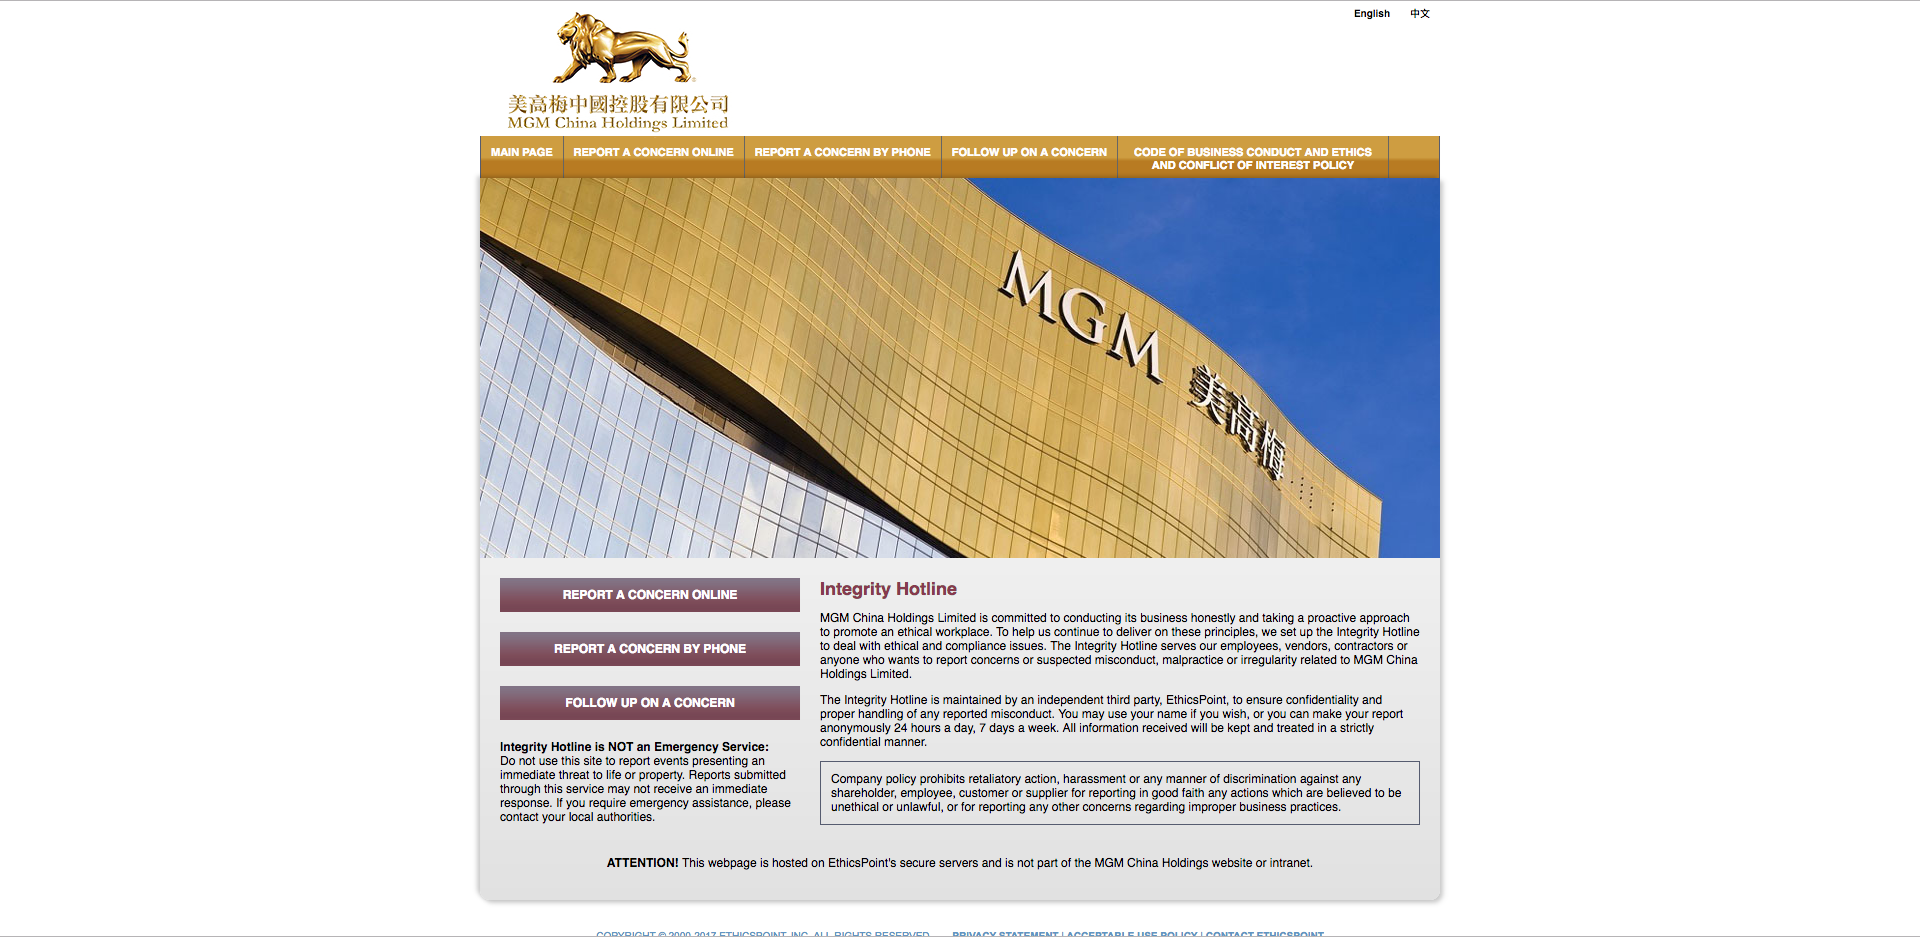 English 中文
美高梅中國控股有限公司
MGM China Holdings Limited
MAIN PAGE
REPORT A CONCERN ONLINE
REPORT A CONCERN BY PHONE
FOLLOW UP ON A CONCERN
CODE OF BUSINESS CONDUCT AND ETHICS
AND CONFLICT OF INTEREST POLICY
MGM
美高梅
REPORT A CONCERN ONLINE
REPORT A CONCERN BY PHONE
FOLLOW UP ON A CONCERN
Integrity Hotline is NOT an Emergency Service:
Do not use this site to report events presenting an
immediate threat to life or property. Reports submitted
through this service may not receive an immediate
response. If you require emergency assistance, please
contact your local authorities.
Integrity Hotline
MGM China Holdings Limited is committed to conducting its business honestly and taking a proactive approach
to promote an ethical workplace. To help us continue to deliver on these principles, we set up the Integrity Hotline
to deal with ethical and compliance issues. The Integrity Hotline serves our employees, vendors, contractors or
anyone who wants to report concerns or suspected misconduct, malpractice or irregularity related to MGM China
Holdings Limited.
The Integrity Hotline is maintained by an independent third party, EthicsPoint, to ensure confidentiality and
proper handling of any reported misconduct. You may use your name if you wish, or you can make your report
anonymously 24 hours a day, 7 days a week. All information received will be kept and treated in a strictly
confidential manner.
Company policy prohibits retaliatory action, harassment or any manner of discrimination against any
shareholder, employee, customer or supplier for reporting in good faith any actions which are believed to be
unethical or unlawful, or for reporting any other concerns regarding improper business practices.
ATTENTION! This webpage is hosted on EthicsPoint's secure servers and is not part of the MGM China Holdings website or intranet.
COPYRIGHT © 2000-2017 ETHICSPOINT, INC. ALL RIGHTS RESERVED. PRIVACY STATEMENT | ACCEPTABLE USE POLICY | CONTACT ETHICSPOINT